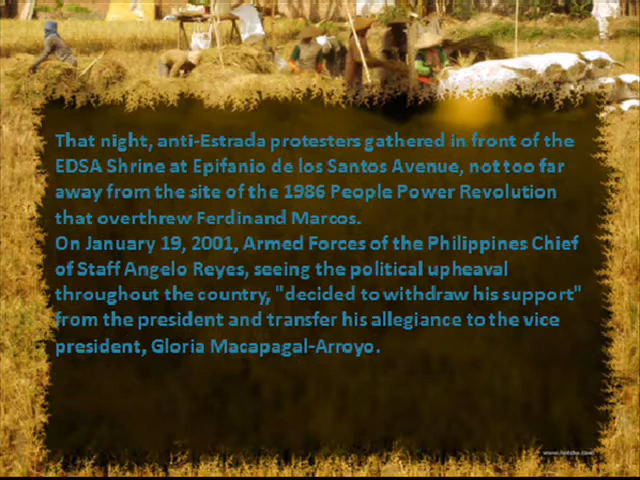 That night, anti-Estrada protesters gathered in front of the
EDSA Shrine at Epifanio de los Santos Avenue, not too far
away from the site of the 1986 People Power Revolution
that overthrew Ferdinand Marcos.
On January 19, 2001, Armed Forces of the Philippines Chief
of Staff Angelo Reyes, seeing the political upheaval
throughout the country, "decided to withdraw his support"
from the president and transfer his allegiance to the vice
president, Gloria Macapagal-Arroyo.